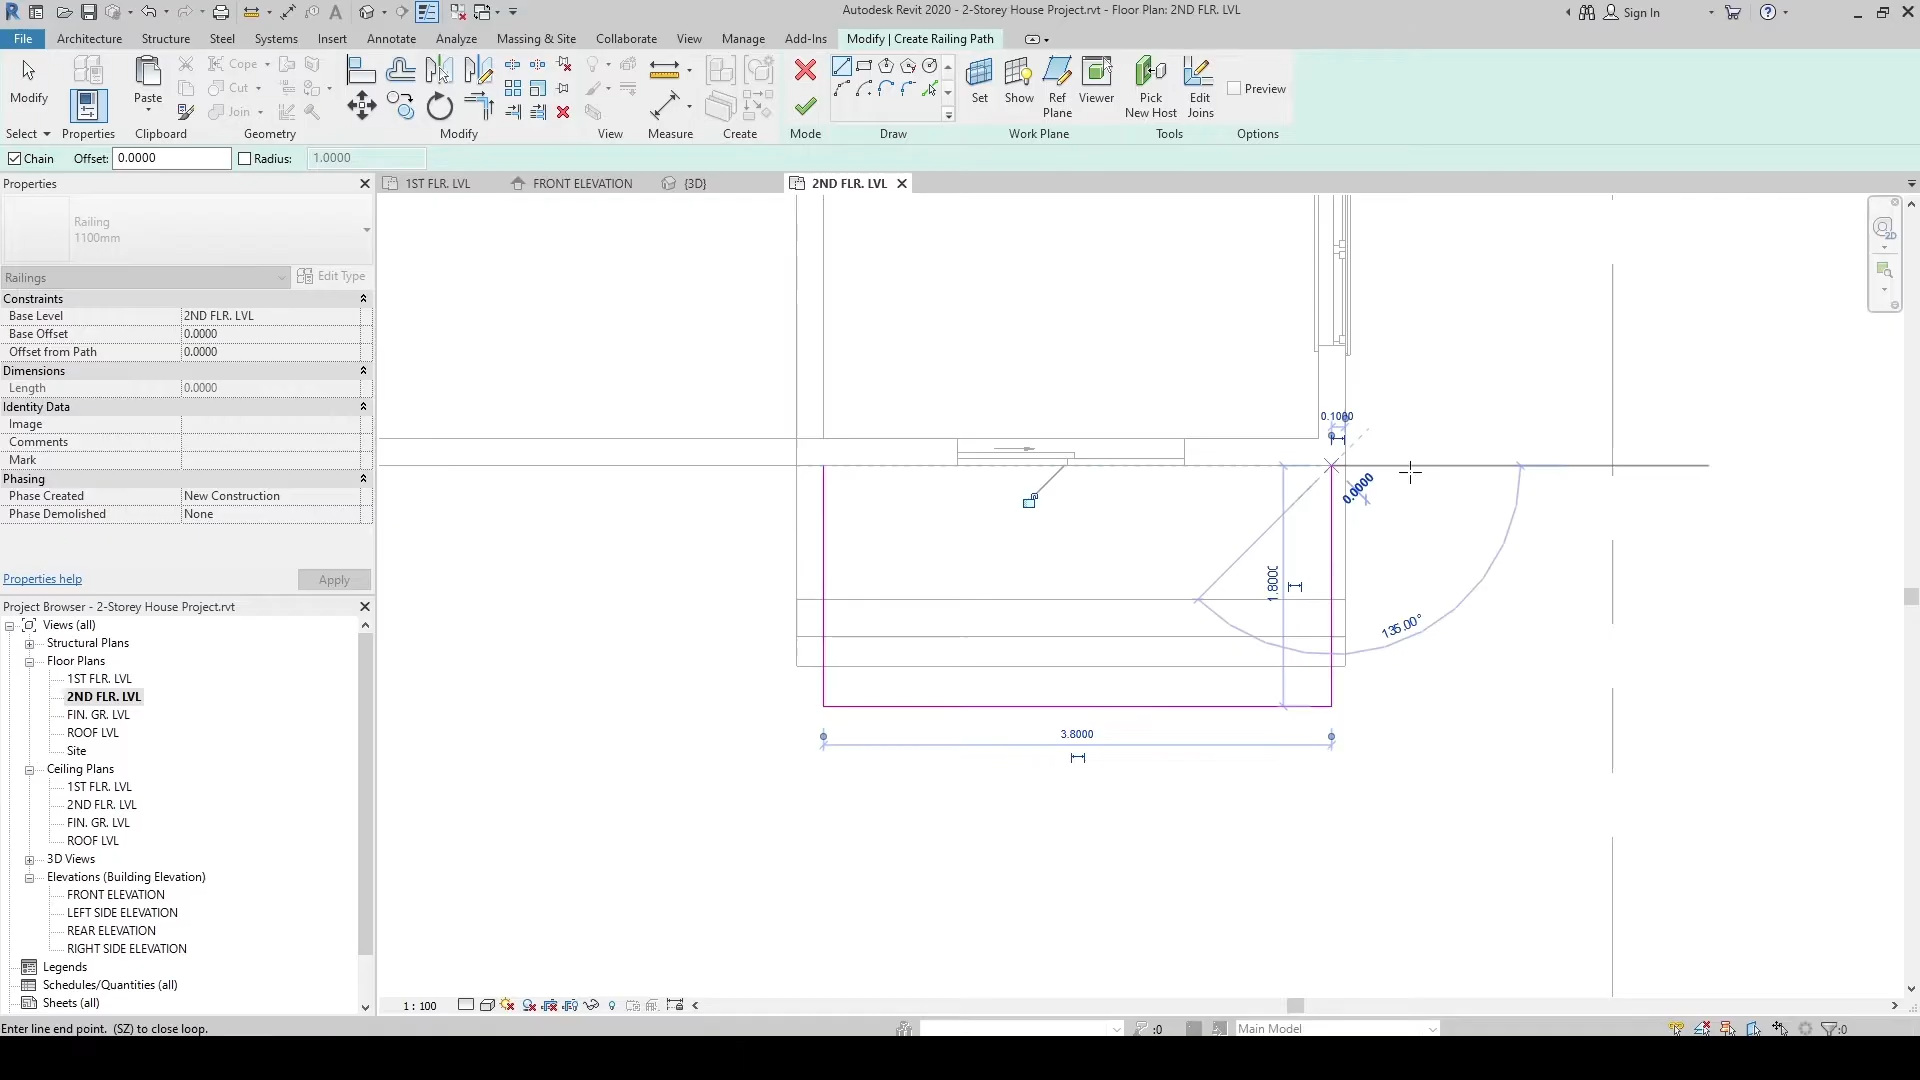 Autodesk Revit 2020 - 2-Storey House Project.rvt - Floor Plan: 2ND FLR. LVL
Sign In
File Architecture Structure Steel Systems Insert Annotate Analyze Massing & Site Collaborate View Manage Add-Ins Modify | Create Railing Path
Modify
Paste
Cope
Cut
Join
Set Show Ref Plane Viewer
Pick New Host
Edit Joins
Preview
Select Properties Clipboard Geometry Modify View Measure Create Mode Draw Work Plane Tools Options
Chain Offset: 0.0000 Radius: 1.0000
Properties
1ST FLR. LVL FRONT ELEVATION {3D} 2ND FLR. LVL
Railing
1100mm
Railings Edit Type
Constraints
Base Level 2ND FLR. LVL
Base Offset 0.0000
Offset from Path 0.0000
Dimensions
Length 0.0000
Identity Data
Image
Comments
Mark
Phasing
Phase Created New Construction
Phase Demolished None
Properties help Apply
Project Browser - 2-Storey House Project.rvt
Views (all)
Structural Plans
Floor Plans
1ST FLR. LVL
2ND FLR. LVL
FIN. GR. LVL
ROOF LVL
Site
Ceiling Plans
1ST FLR. LVL
2ND FLR. LVL
FIN. GR. LVL
ROOF LVL
3D Views
Elevations (Building Elevation)
FRONT ELEVATION
LEFT SIDE ELEVATION
REAR ELEVATION
RIGHT SIDE ELEVATION
Legends
Schedules/Quantities (all)
Sheets (all)
0.1000
0.0000
1.8000
135.00°
3.8000
2D
1 : 100
Enter line end point. (SZ) to close loop.
:0
Main Model
:0